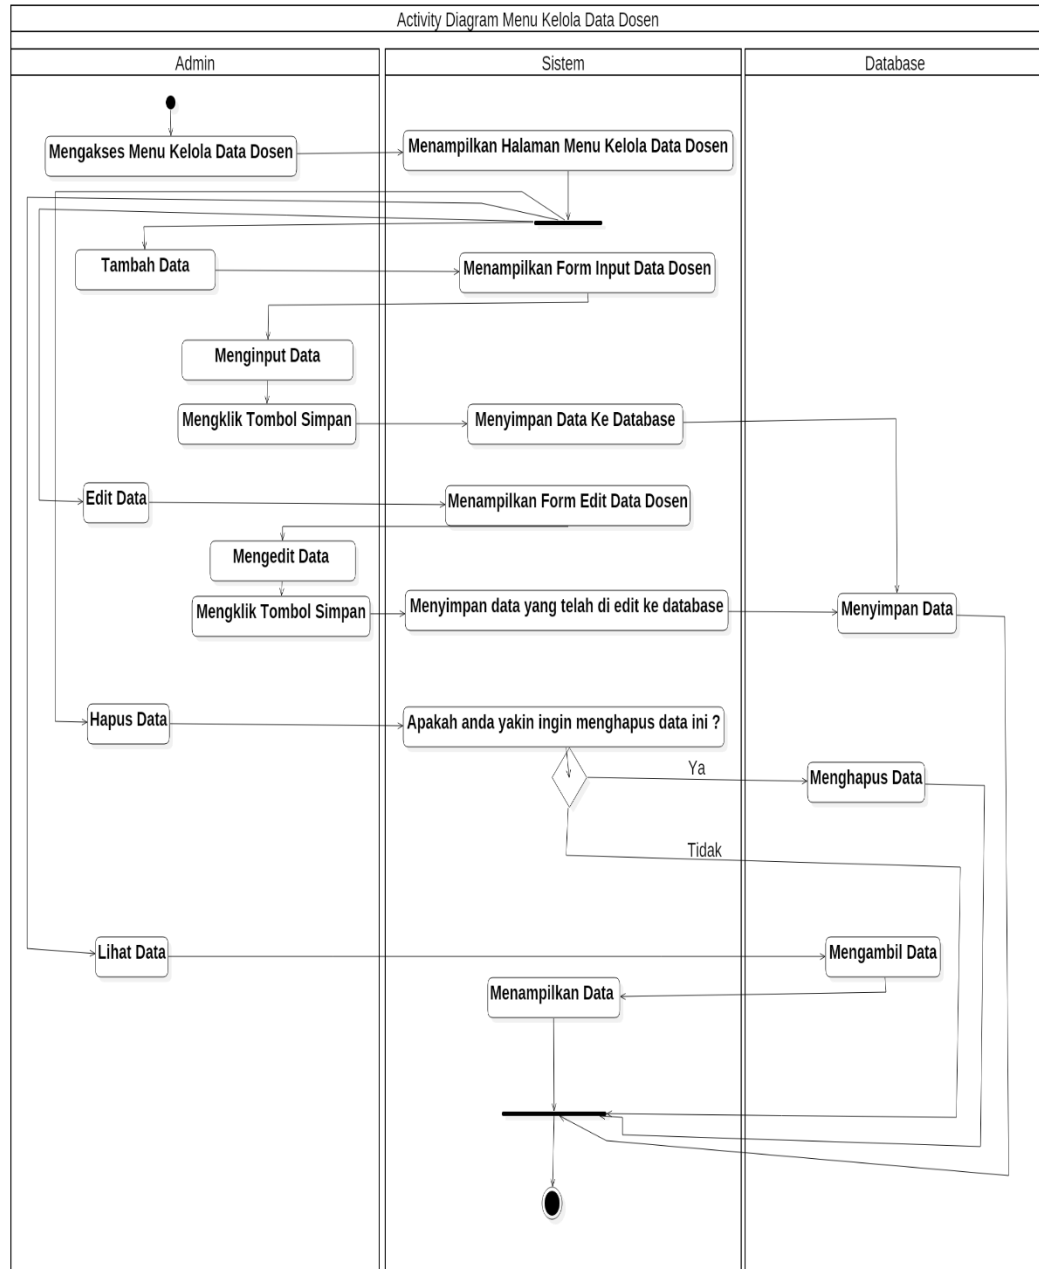 Activity Diagram Menu Kelola Data Dosen
Admin
Sistem
Database
Mengakses Menu Kelola Data Dosen
Menampilkan Halaman Menu Kelola Data Dosen
Tambah Data
Menampilkan Form Input Data Dosen
Menginput Data
Mengklik Tombol Simpan
Menyimpan Data Ke Database
Edit Data
Menampilkan Form Edit Data Dosen
Mengedit Data
Mengklik Tombol Simpan
Menyimpan data yang telah di edit ke database
Menyimpan Data
Hapus Data
Apakah anda yakin ingin menghapus data ini ?
Ya
Menghapus Data
Tidak
Lihat Data
Mengambil Data
Menampilkan Data